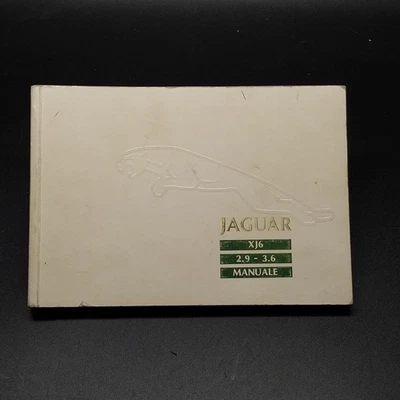 JAGUAR
XJ6
2,9 - 3.6
MANUALE